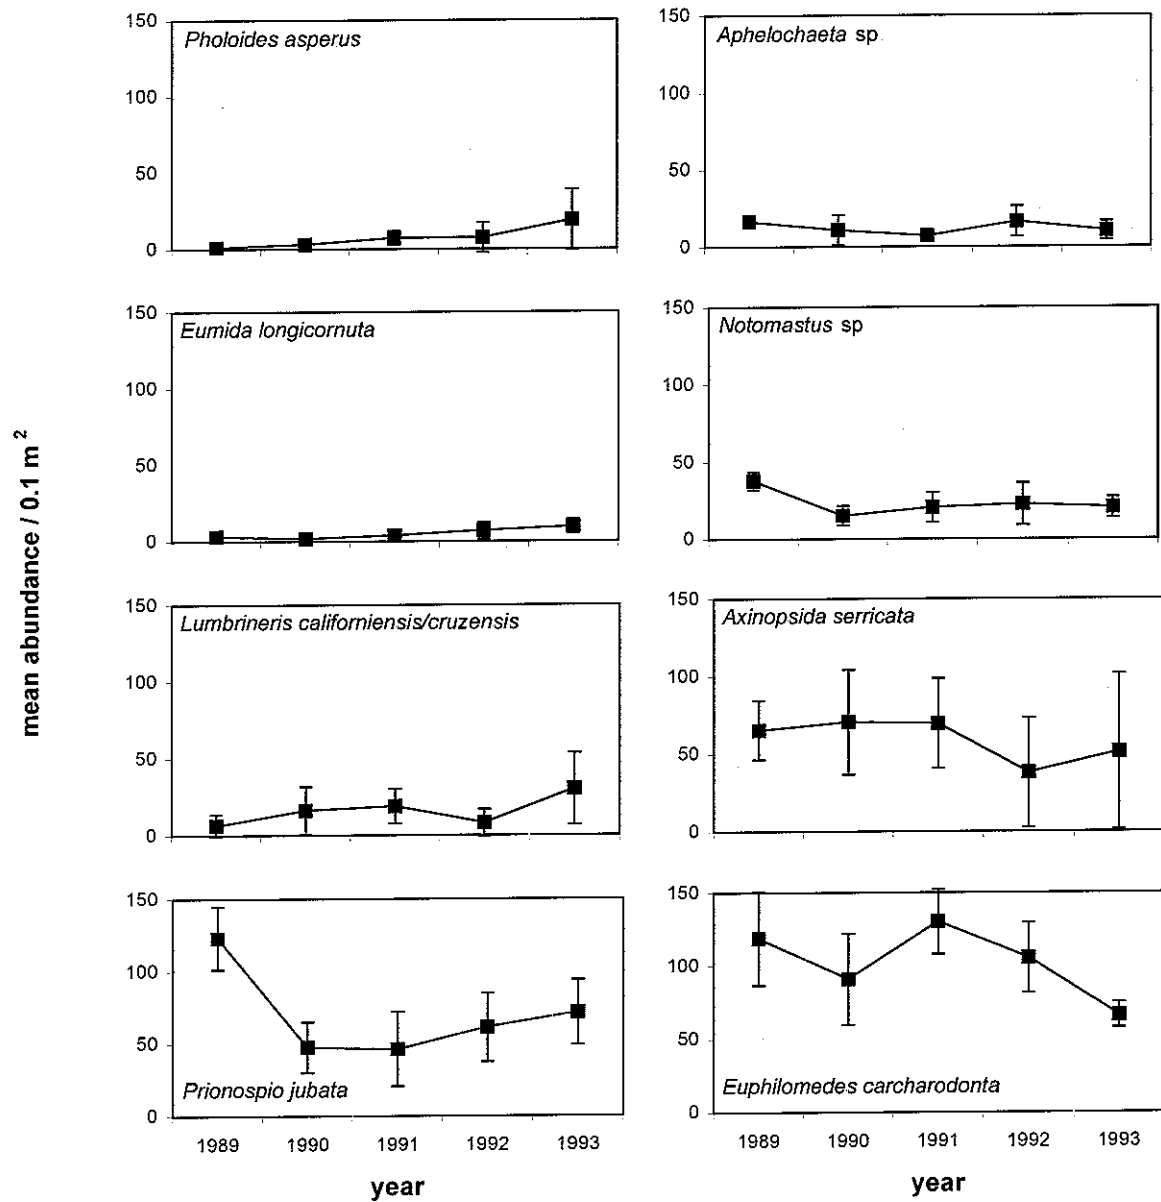 mean abundance / 0.1 m²
150
100
50
0
Pholoides asperus
150
100
50
0
Aphelochaeta sp
150
100
50
0
Eumida longicornuta
150
100
50
0
Notomastus sp
150
100
50
0
Lumbrineris californiensis/cruzensis
150
100
50
0
Axinopsida serricata
150
100
50
0
Prionospio jubata
1989 1990 1991 1992 1993
year
150
100
50
0
Euphilomedes carcharodonta
1989 1990 1991 1992 1993
year